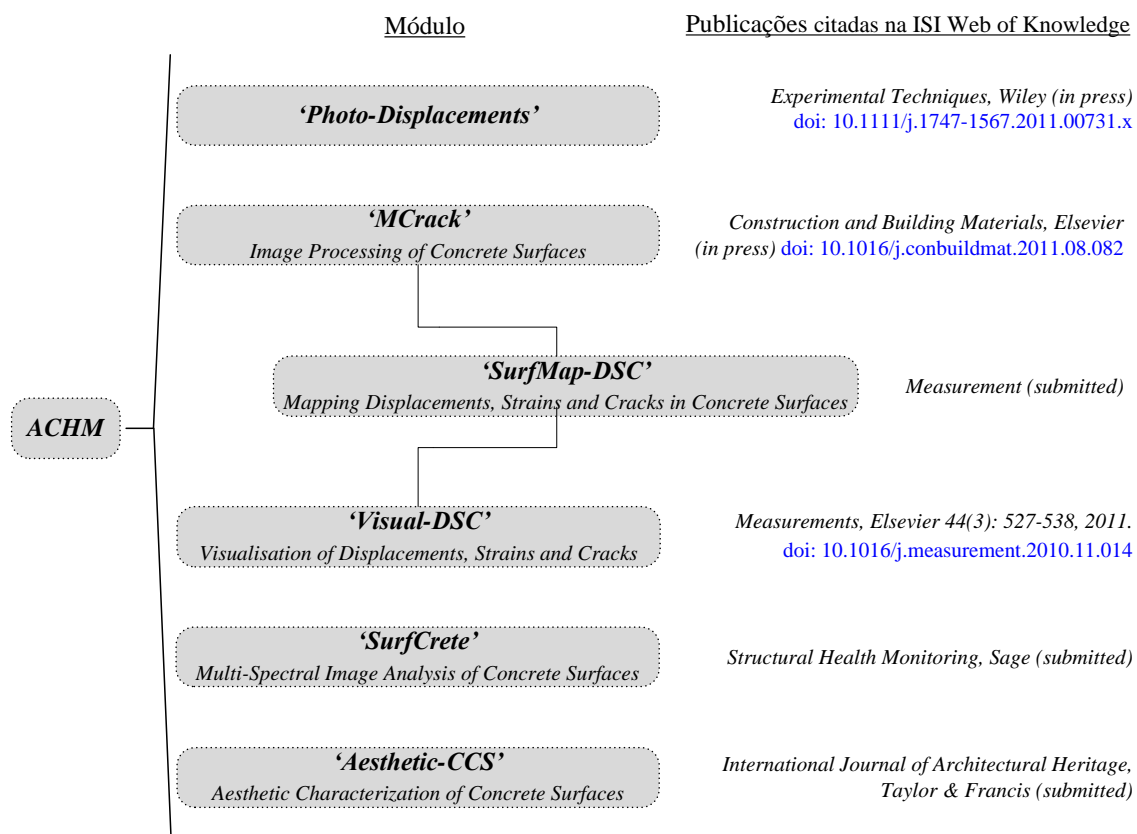 Módulo
Publicações citadas na ISI Web of Knowledge
‘Photo-Displacements’
Experimental Techniques, Wiley (in press)
doi: 10.1111/j.1747-1567.2011.00731.x
‘MCrack’
Image Processing of Concrete Surfaces
Construction and Building Materials, Elsevier
(in press) doi: 10.1016/j.conbuildmat.2011.08.082
‘SurfMap-DSC’
Mapping Displacements, Strains and Cracks in Concrete Surfaces
Measurement (submitted)
ACHM
‘Visual-DSC’
Visualisation of Displacements, Strains and Cracks
Measurements, Elsevier 44(3): 527-538, 2011.
doi: 10.1016/j.measurement.2010.11.014
‘SurfCrete’
Multi-Spectral Image Analysis of Concrete Surfaces
Structural Health Monitoring, Sage (submitted)
‘Aesthetic-CCS’
Aesthetic Characterization of Concrete Surfaces
International Journal of Architectural Heritage,
Taylor & Francis (submitted)